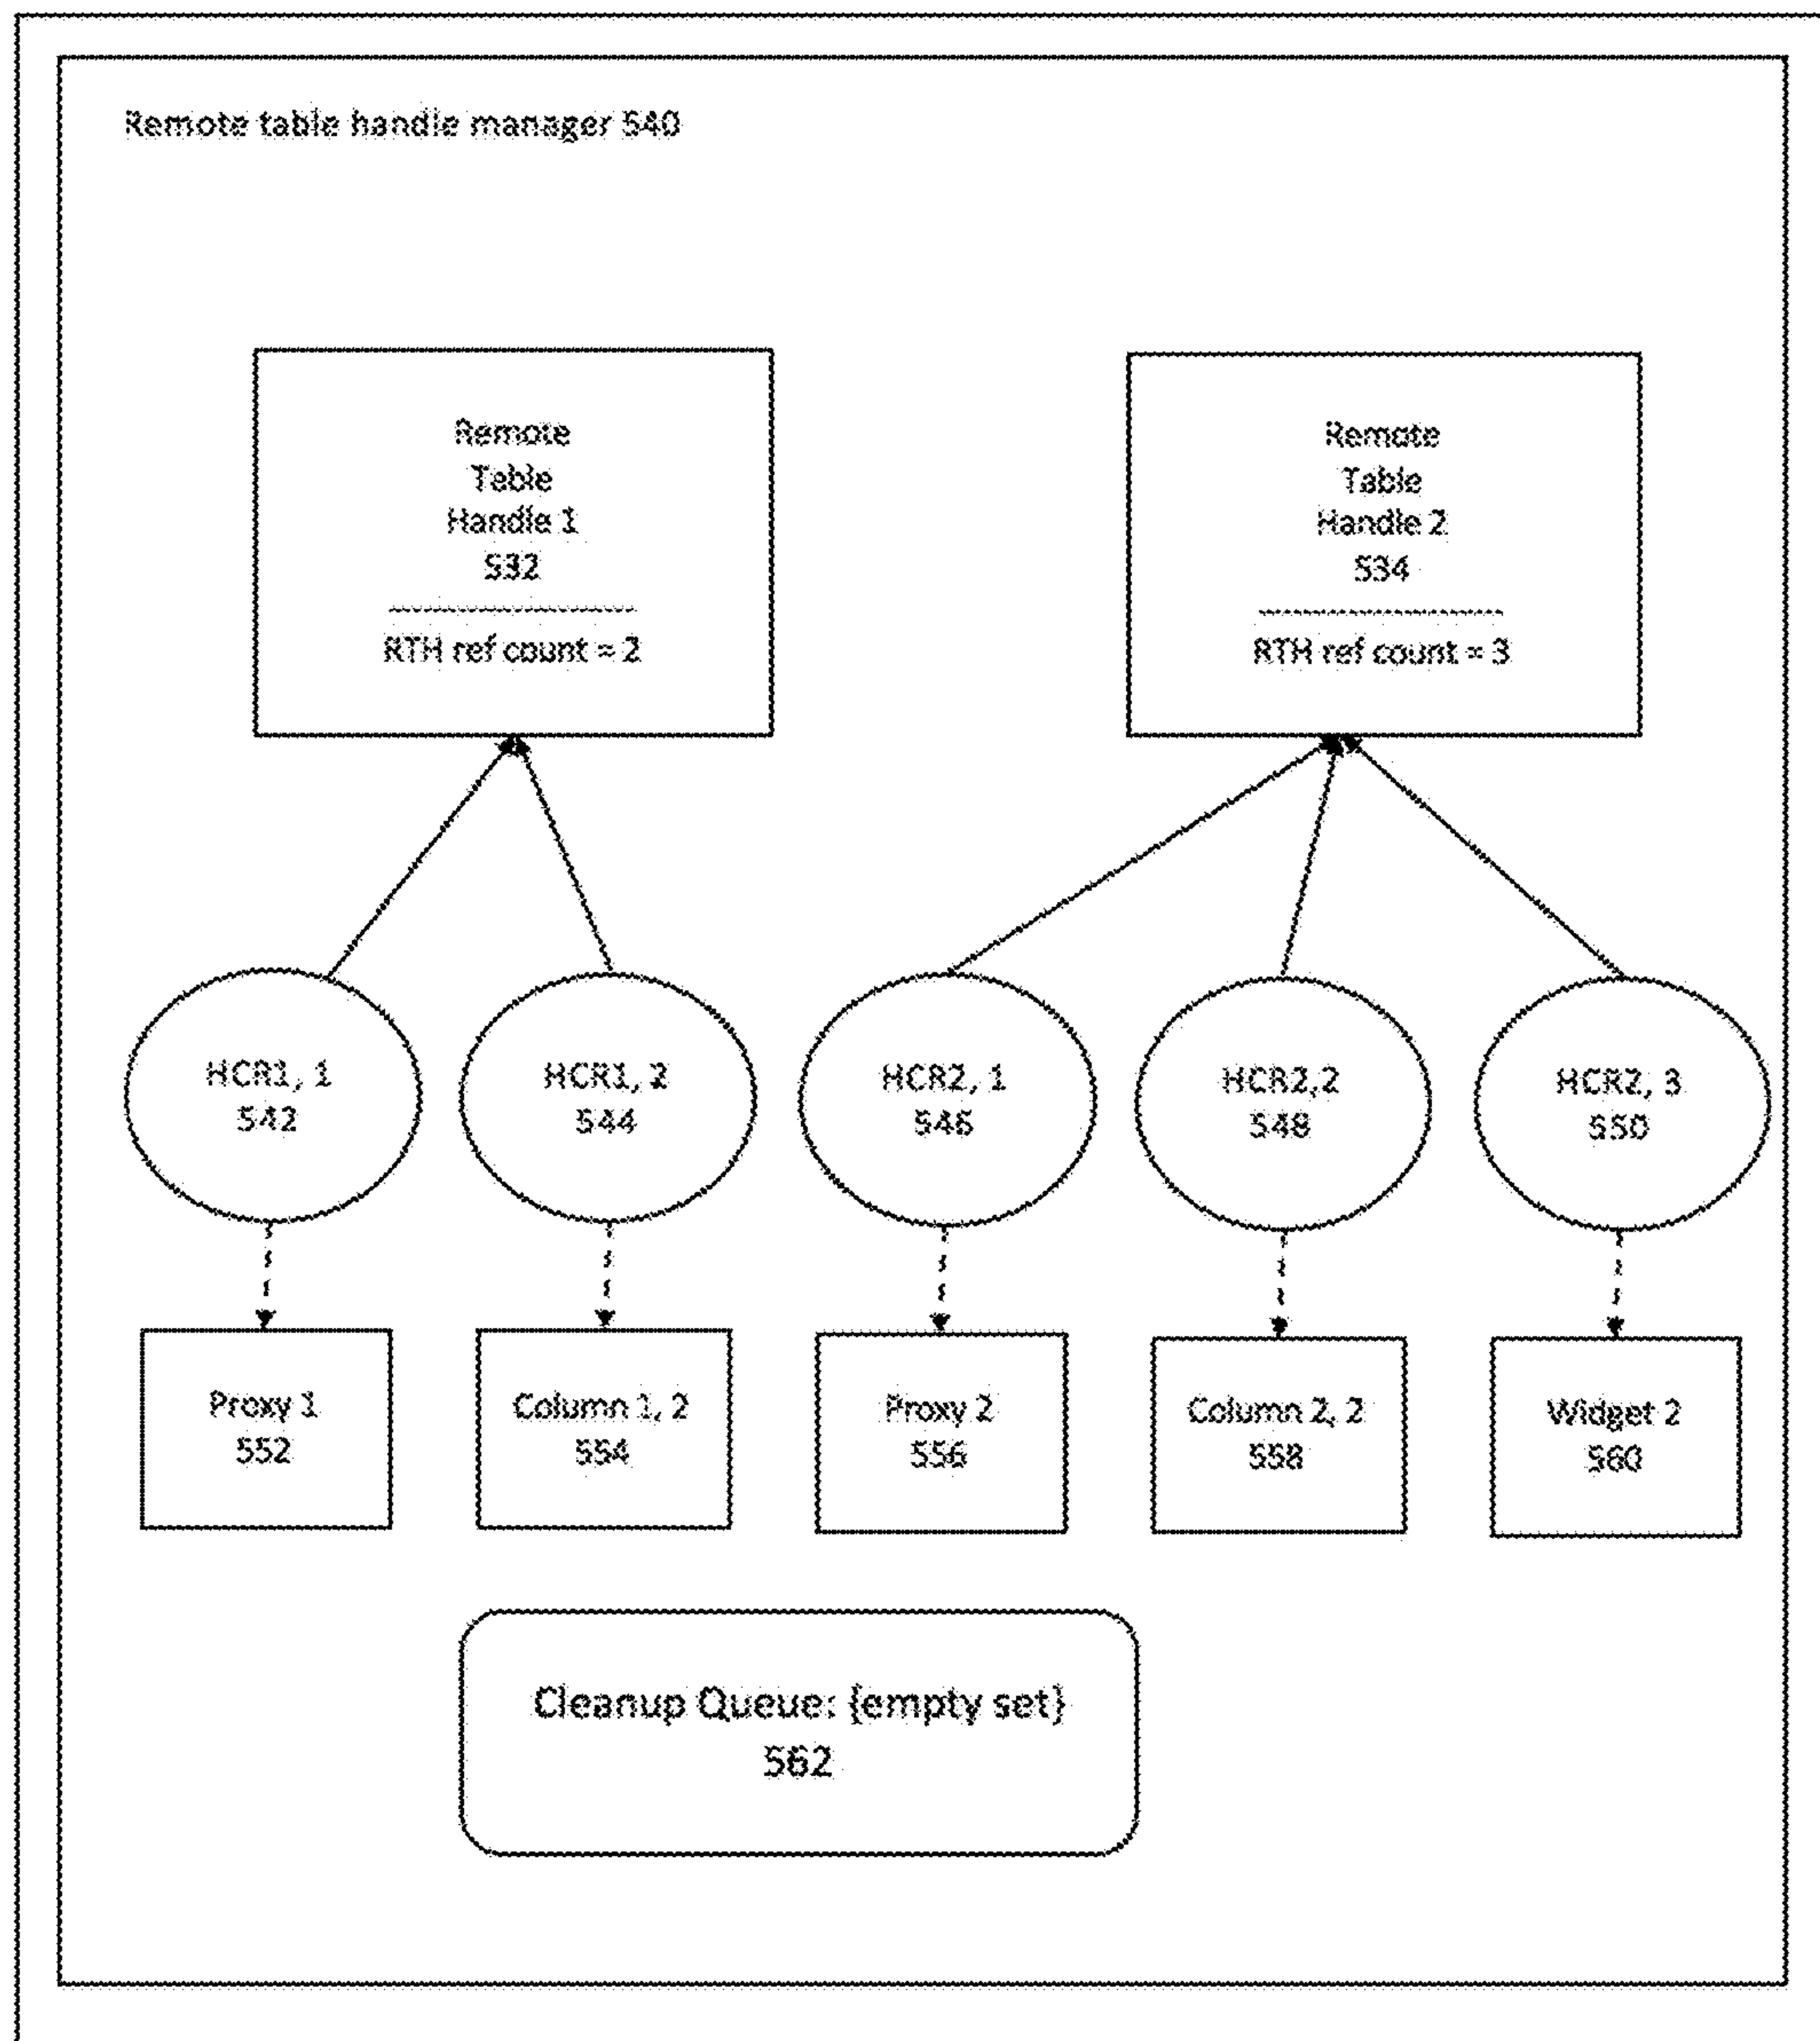 Remote table handle manager 540
Remote
Table
Handle 1
532
RTH ref count = 2
Remote
Table
Handle 2
534
RTH ref count = 3
HCR1, 1
542
HCR1, 2
544
HCR2, 1
546
HCR2,2
548
HCR2, 3
550
Proxy 1
552
Column 1, 2
554
Proxy 2
556
Column 2, 2
558
Widget 2
560
Cleanup Queue: {empty set}
562